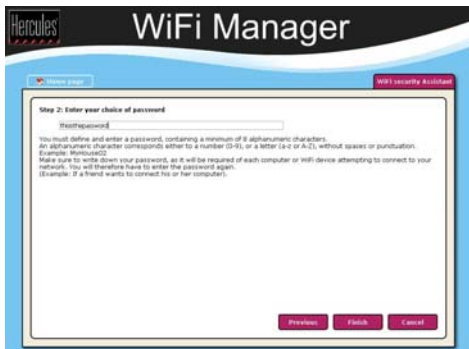 Hercules
WiFi Manager
Home page
WiFi security Assistant
Step 2: Enter your choice of password
thisisthepassword
You must define and enter a password, containing a minimum of 8 alphanumeric characters.
An alphanumeric character corresponds either to a number (0-9), or a letter (a-z or A-Z), without spaces or punctuation.
Example: MyHouse02
Make sure to write down your password, as it will be required of each computer or WiFi device attempting to connect to your
network. You will therefore have to enter the password again.
(Example: If a friend wants to connect his or her computer).
Previous
Finish
Cancel